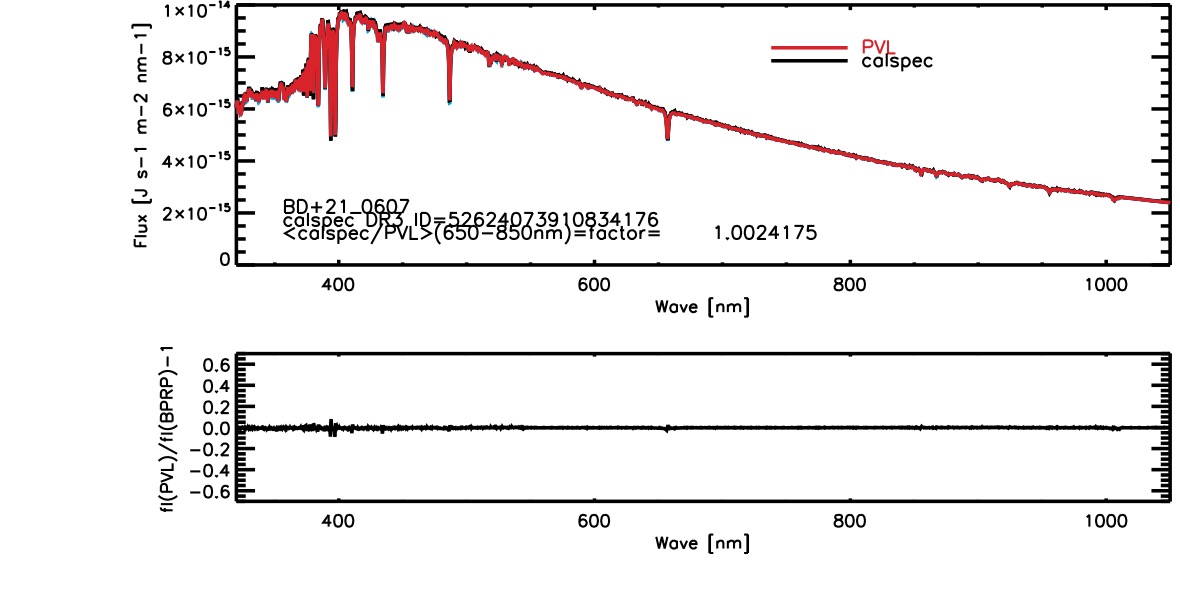 1×10−14
8×10−15
6×10−15
4×10−15
2×10−15
0
Flux [J s−1 m−2 nm−1]
PVL
calspec
BD+21_0607
calspec DR3 ID=52624073910834176
<calspec/PVL>(650−850nm)=factor= 1.0024175
400 600 800 1000
Wave [nm]
0.6
0.4
0.2
0.0
−0.2
−0.4
−0.6
fl(PVL)/fl(BPRP)−1
400 600 800 1000
Wave [nm]